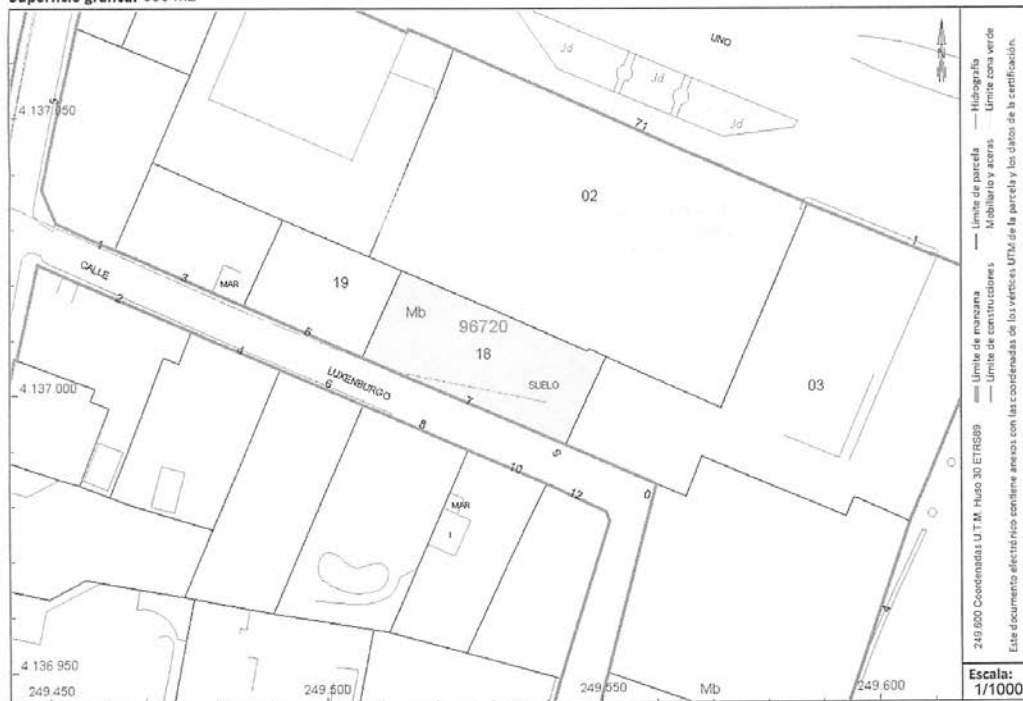 UNO
Jd
Jd
Jd
5
4 137 050
71
02
1
1
CALLE
3
MAR
19
Mb
96720
18
2
5
03
4
LUXENBURGO
6
SUELO
7
4 137.000
8
9
10
0
12
MAR
I
4
4 136 950
249.450
249.500
249.550
Mb
249.600
249.600 Coordenadas U.T.M. Huso 30 ETRS89
Límite de manzana
Límite de parcela
Hidrografía
Límite de construcciones
Mobiliario y aceras
Límite zona verde
Este documento electrónico contiene anexos con las coordenadas de los vértices UTM de la parcela y los datos de la certificación.
Escala:
1/1000